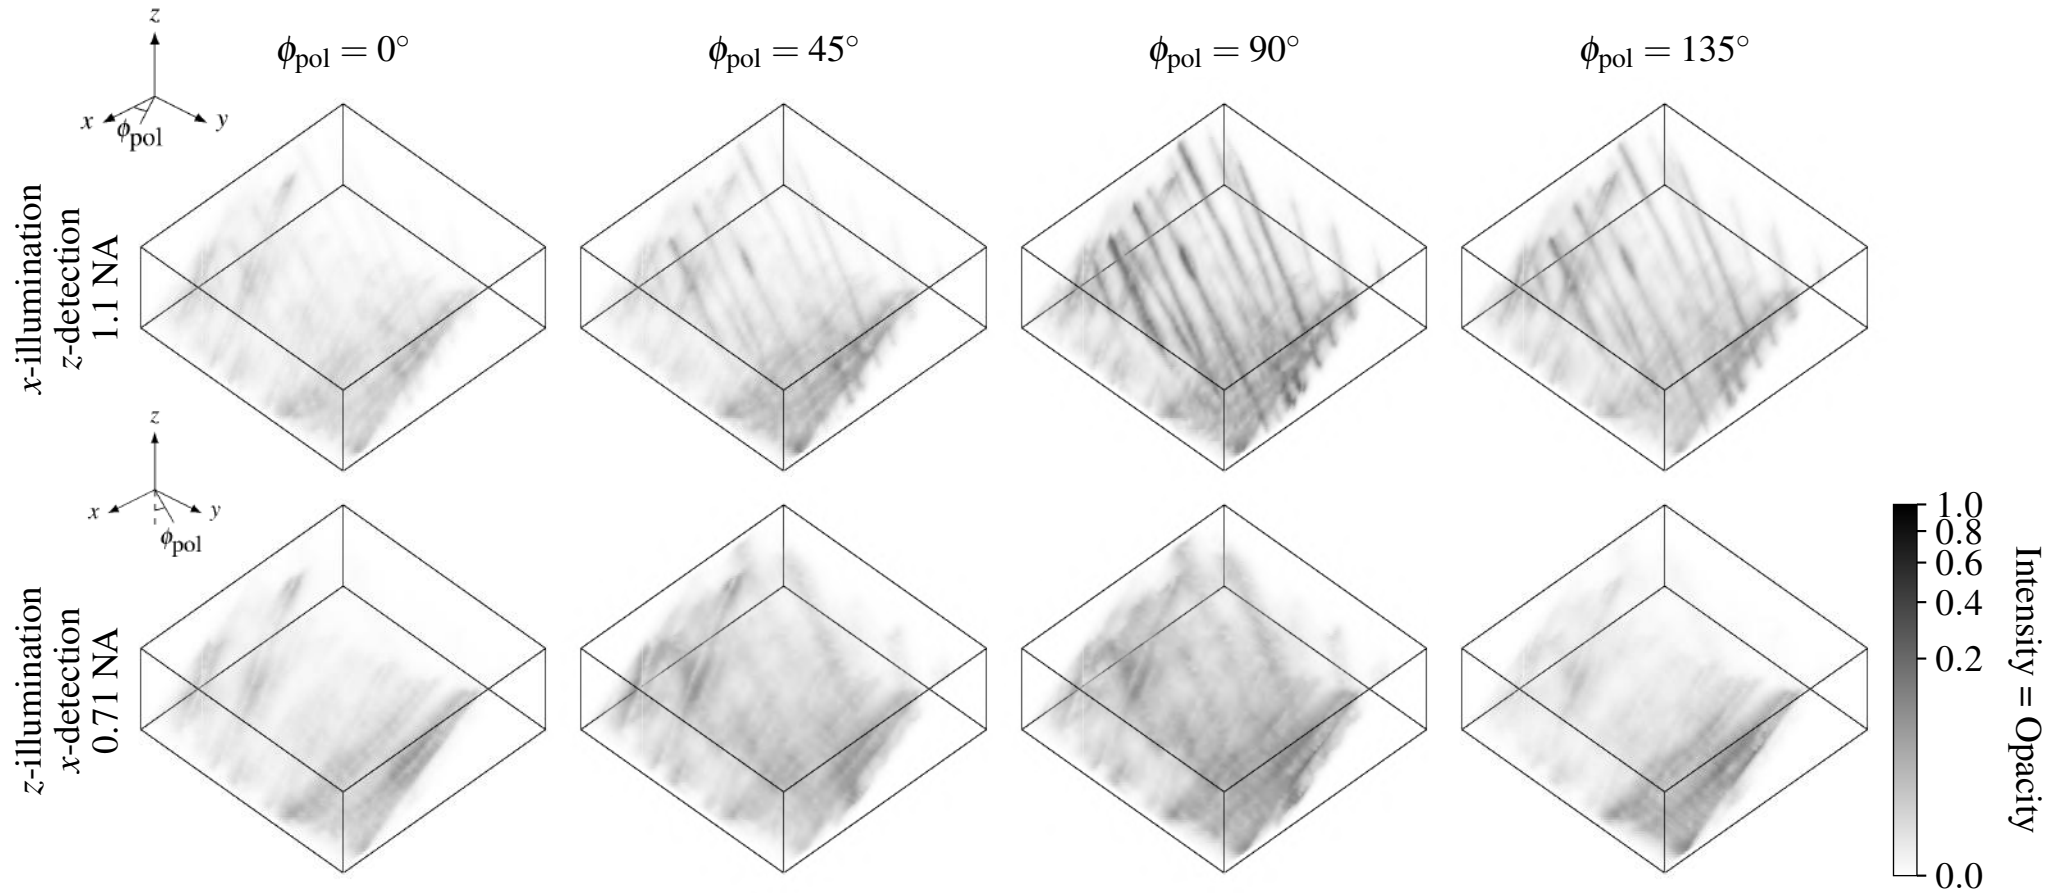 z
x
y
ϕpol
ϕpol = 0°
ϕpol = 45°
ϕpol = 90°
ϕpol = 135°
x-illumination
z-detection
1.1 NA
z
x
y
ϕpol
z-illumination
x-detection
0.71 NA
1.0
0.8
0.6
0.4
0.2
0.0
Intensity = Opacity